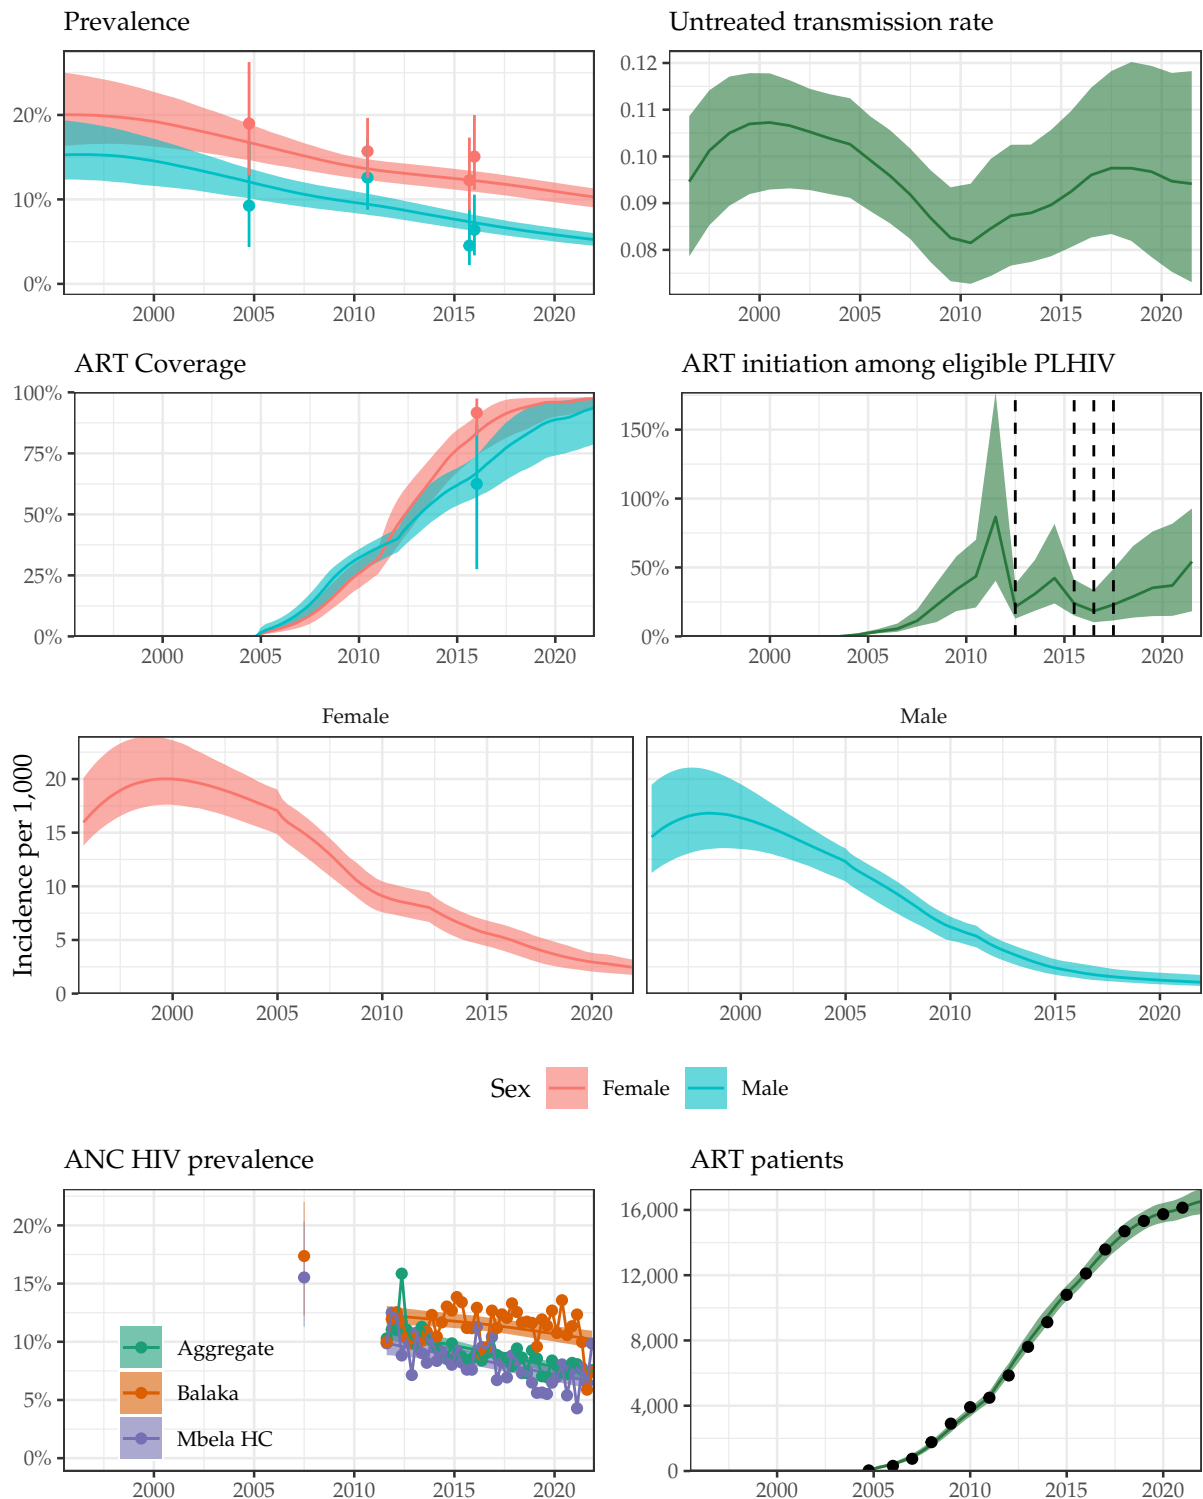 Prevalence
Untreated transmission rate
20%
10%
0%
2000 2005 2010 2015 2020
0.12
0.11
0.10
0.09
0.08
2000 2005 2010 2015 2020
ART Coverage
ART initiation among eligible PLHIV
100%
75%
50%
25%
0%
2000 2005 2010 2015 2020
150%
100%
50%
0%
2000 2005 2010 2015 2020
Female
Male
Incidence per 1,000
20
15
10
5
0
2000 2005 2010 2015 2020
2000 2005 2010 2015 2020
Sex Female Male
ANC HIV prevalence
ART patients
20%
15%
10%
5%
0%
Aggregate
Balaka
Mbela HC
2000 2005 2010 2015 2020
16,000
12,000
8,000
4,000
0
2000 2005 2010 2015 2020